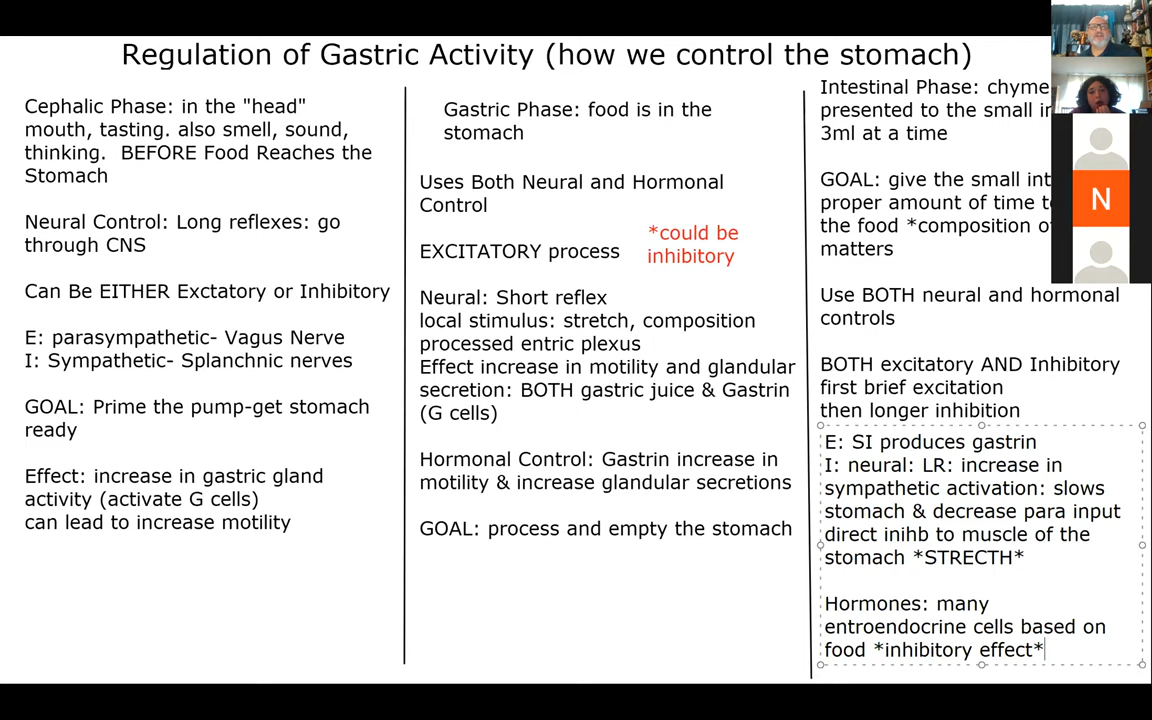 Regulation of Gastric Activity (how we control the stomach)
Cephalic Phase: in the "head"
mouth, tasting. also smell, sound,
thinking. BEFORE Food Reaches the
Stomach
Neural Control: Long reflexes: go
through CNS
Can Be EITHER Exctatory or Inhibitory
E: parasympathetic- Vagus Nerve
I: Sympathetic- Splanchnic nerves
GOAL: Prime the pump-get stomach
ready
Effect: increase in gastric gland
activity (activate G cells)
can lead to increase motility
Gastric Phase: food is in the
stomach
Uses Both Neural and Hormonal
Control
EXCITATORY process
*could be
inhibitory
Neural: Short reflex
local stimulus: stretch, composition
processed entric plexus
Effect increase in motility and glandular
secretion: BOTH gastric juice & Gastrin
(G cells)
Hormonal Control: Gastrin increase in
motility & increase glandular secretions
GOAL: process and empty the stomach
Intestinal Phase: chyme
presented to the small in
3ml at a time
GOAL: give the small int
proper amount of time t
the food *composition o
matters
Use BOTH neural and hormonal
controls
BOTH excitatory AND Inhibitory
first brief excitation
then longer inhibition
E: SI produces gastrin
I: neural: LR: increase in
sympathetic activation: slows
stomach & decrease para input
direct inihb to muscle of the
stomach *STRECTH*
Hormones: many
entroendocrine cells based on
food *inhibitory effect*
N